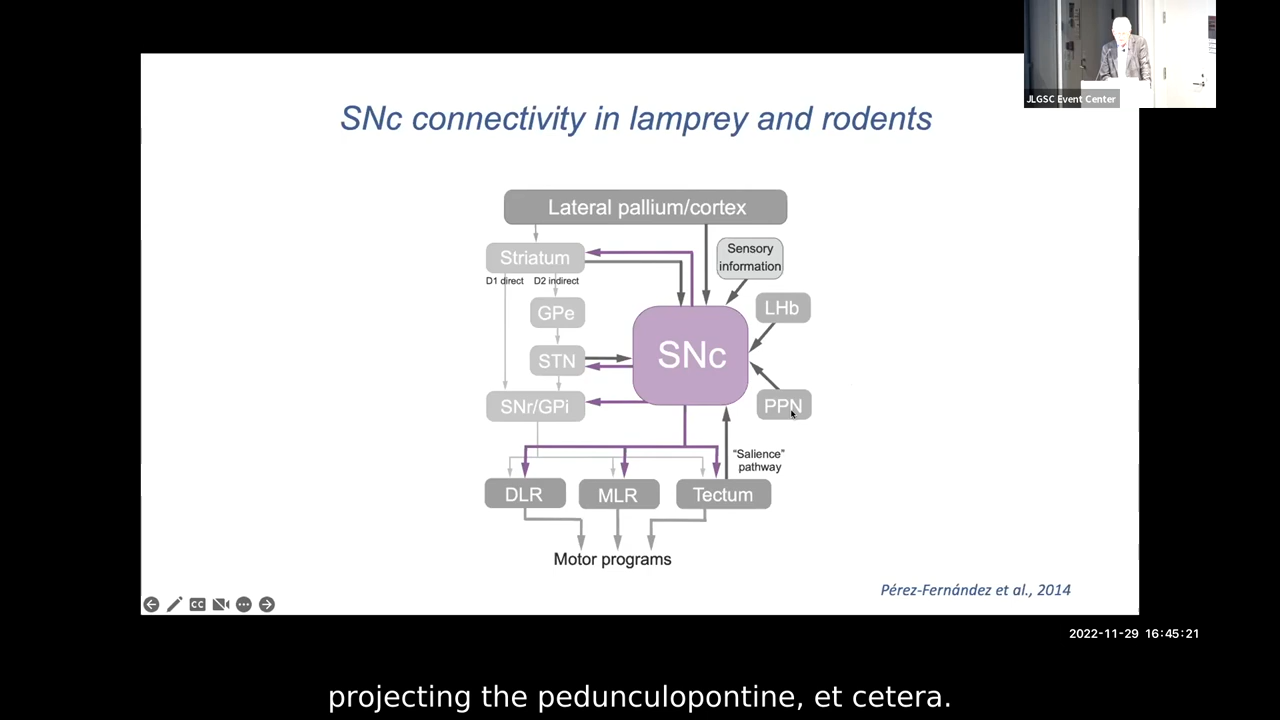 JLGSC Event Center
SNc connectivity in lamprey and rodents
Lateral pallium/cortex
Striatum
Sensory
information
D1 direct
D2 indirect
GPe
LHb
SNc
STN
SNr/GPi
PPN
"Salience"
pathway
DLR
MLR
Tectum
Motor programs
Pérez-Fernández et al., 2014
CC
2022-11-29 16:45:21
projecting the pedunculopontine, et cetera.